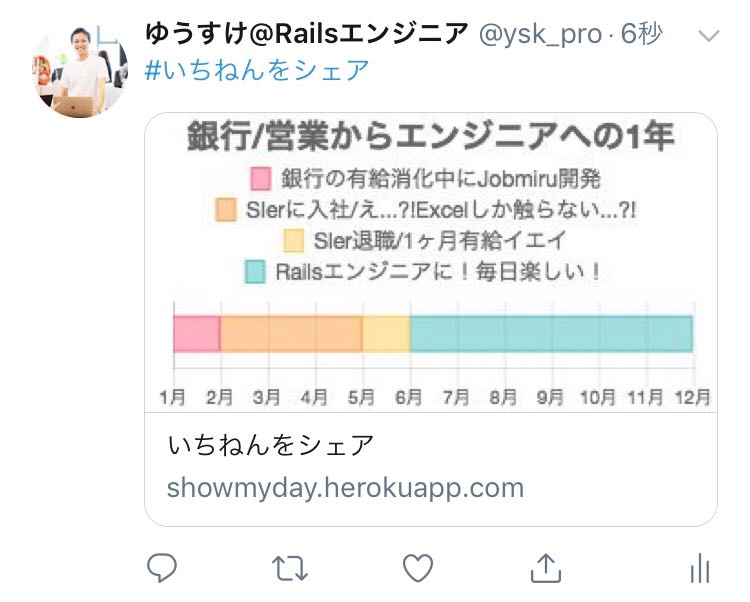 ゆうすけ@Railsエンジニア @ysk_pro · 6秒
#いちねんをシェア
銀行/営業からエンジニアへの1年
銀行の有給消化中にJobmiru開発
SIerに入社/え...?!Excelしか触らない...?!
SIer退職/1ヶ月有給イエイ
Railsエンジニアに！毎日楽しい！
1月 2月 3月 4月 5月 6月 7月 8月 9月 10月 11月 12月
いちねんをシェア
showmyday.herokuapp.com